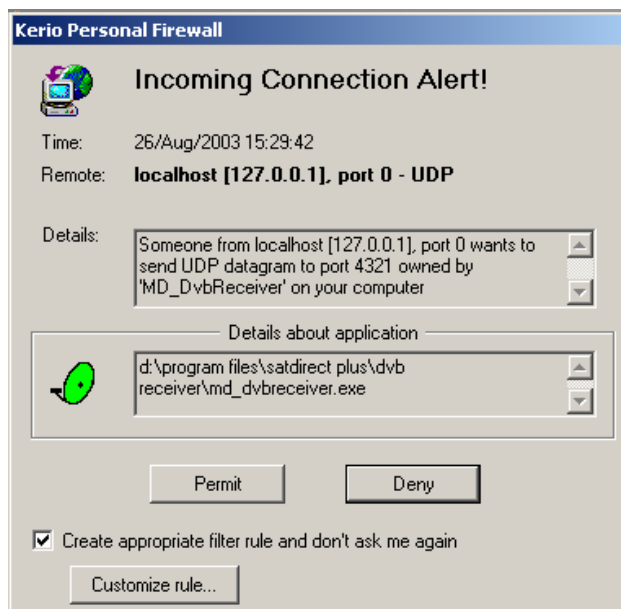 Kerio Personal Firewall
Incoming Connection Alert!
Time: 26/Aug/2003 15:29:42
Remote: localhost [127.0.0.1], port 0 - UDP
Details: Someone from localhost [127.0.0.1], port 0 wants to
send UDP datagram to port 4321 owned by
'MD_DvbReceiver' on your computer
Details about application
d:\program files\satdirect plus\dvb
receiver\md_dvbreceiver.exe
Permit Deny
Create appropriate filter rule and don't ask me again
Customize rule...